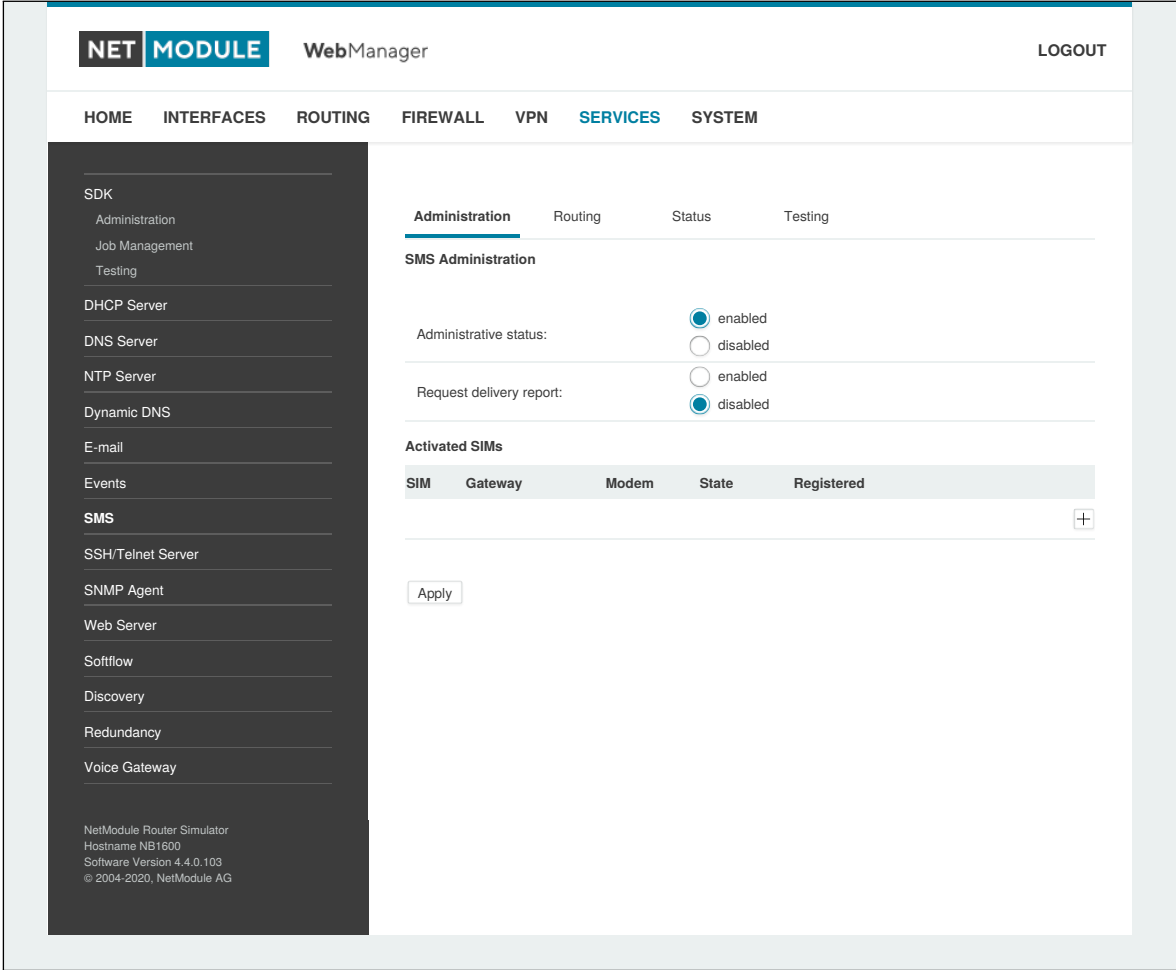 NET MODULE WebManager LOGOUT
HOME INTERFACES ROUTING FIREWALL VPN SERVICES SYSTEM
SDK
Administration
Job Management
Testing
DHCP Server
DNS Server
NTP Server
Dynamic DNS
E-mail
Events
SMS
SSH/Telnet Server
SNMP Agent
Web Server
Softflow
Discovery
Redundancy
Voice Gateway
NetModule Router Simulator
Hostname NB1600
Software Version 4.4.0.103
© 2004-2020, NetModule AG
Administration Routing Status Testing
SMS Administration
Administrative status:
enabled
disabled
Request delivery report:
enabled
disabled
Activated SIMs
SIM Gateway Modem State Registered
Apply